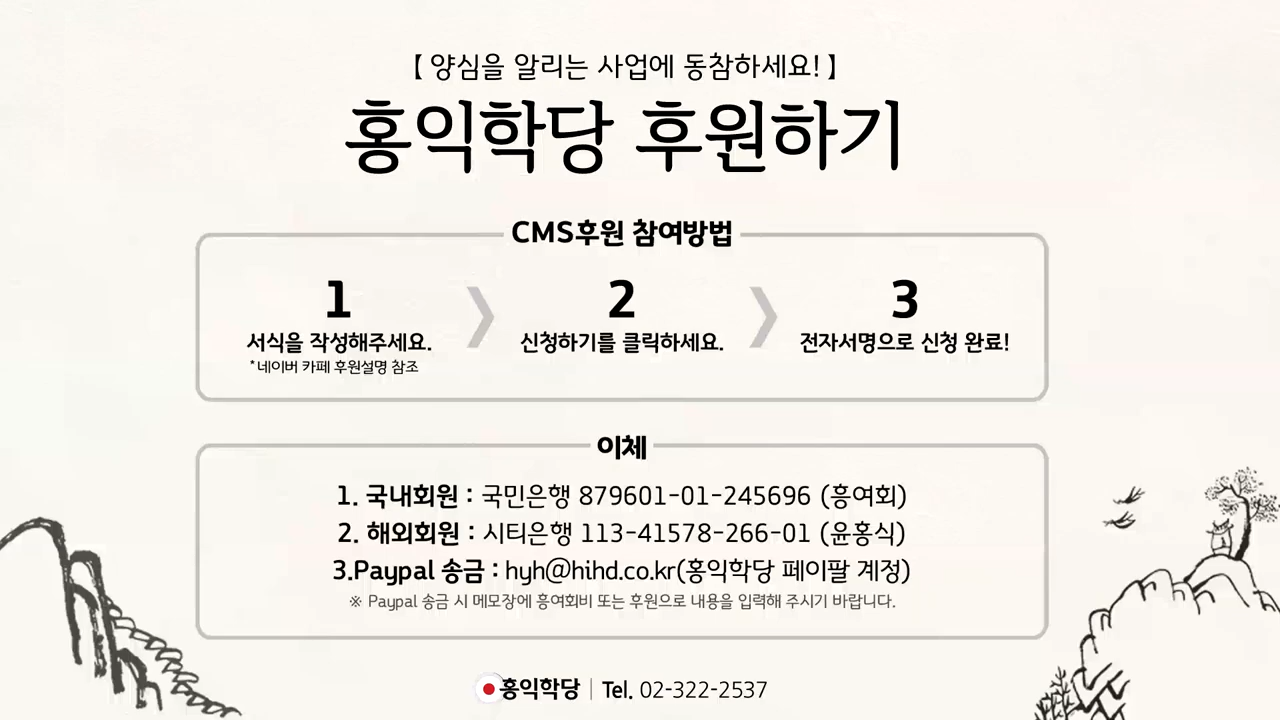 【 양심을 알리는 사업에 동참하세요! 】
홍익학당 후원하기
CMS후원 참여방법
1
서식을 작성해주세요.
*네이버 카페 후원설명 참조
2
신청하기를 클릭하세요.
3
전자서명으로 신청 완료!
이체
1. 국내회원 : 국민은행 879601-01-245696 (흥여회)
2. 해외회원 : 시티은행 113-41578-266-01 (윤홍식)
3.Paypal 송금 : hyh@hihd.co.kr(홍익학당 페이팔 계정)
※ Paypal 송금 시 메모장에 흥여회비 또는 후원으로 내용을 입력해 주시기 바랍니다.
홍익학당 | Tel. 02-322-2537